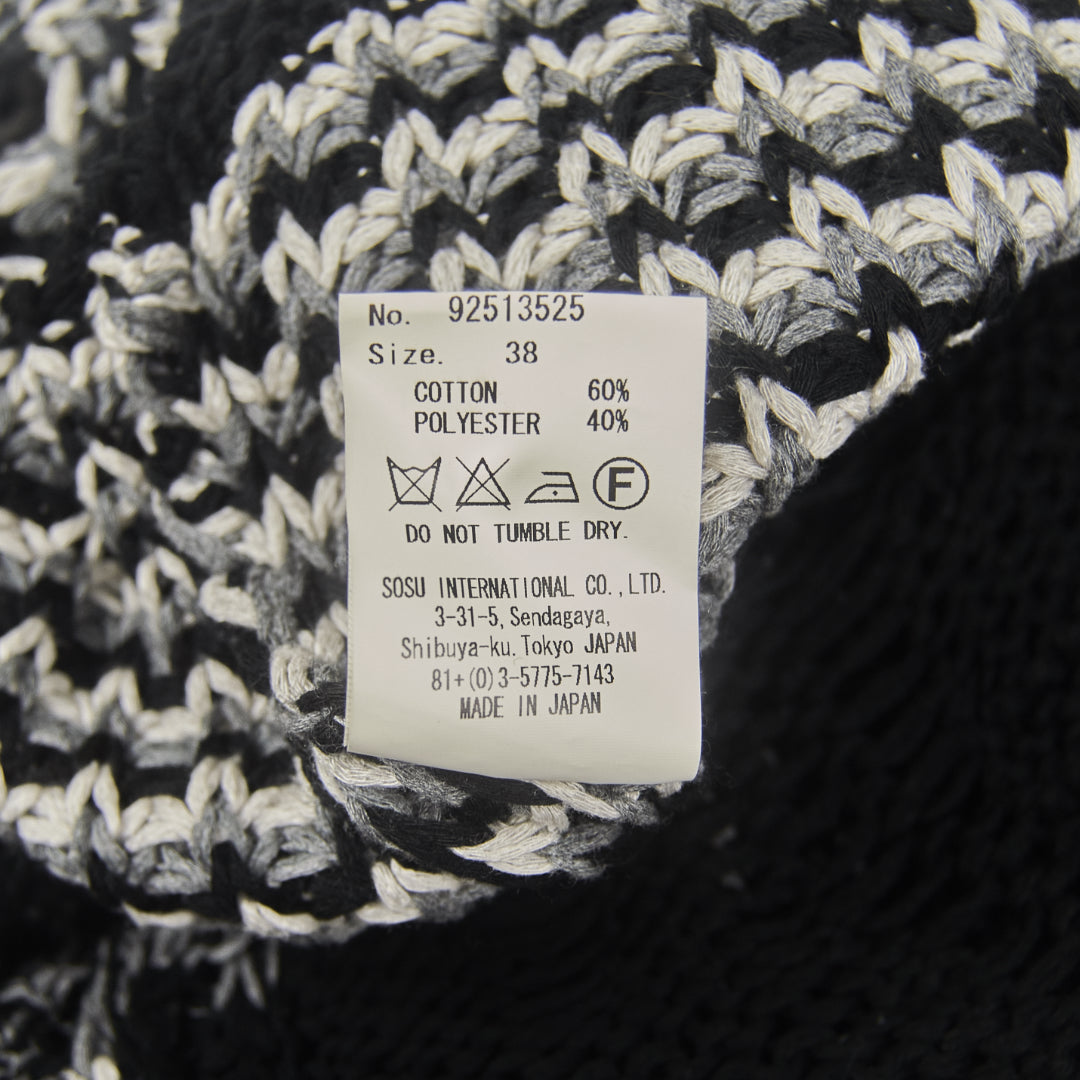 No. 92513525
Size. 38
COTTON 60%
POLYESTER 40%
F
DO NOT TUMBLE DRY.
SOSU INTERNATIONAL CO.,LTD.
3-31-5, Sendagaya,
Shibuya-ku. Tokyo JAPAN
81+(0)3-5775-7143
MADE IN JAPAN